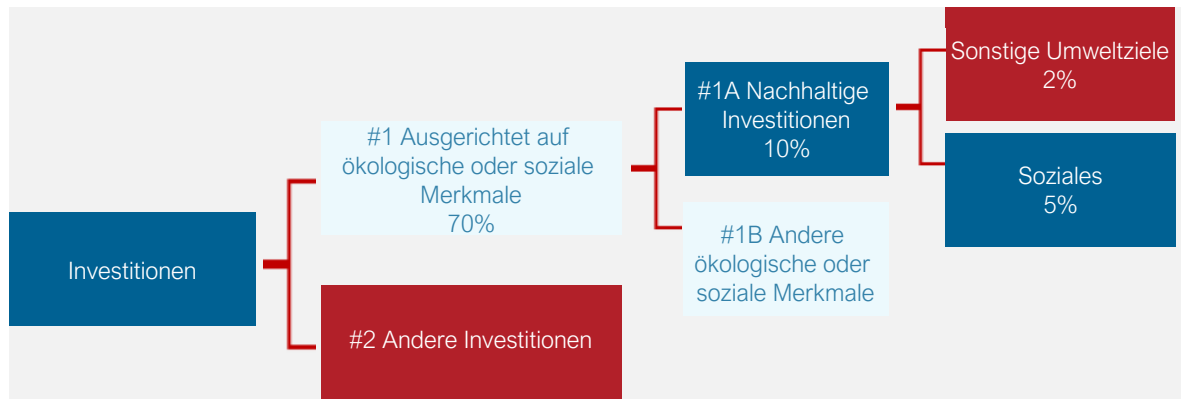 Investitionen
#1 Ausgerichtet auf
ökologische oder soziale
Merkmale
70%
#2 Andere Investitionen
#1A Nachhaltige
Investitionen
10%
#1B Andere
ökologische oder
soziale Merkmale
Sonstige Umweltziele
2%
Soziales
5%